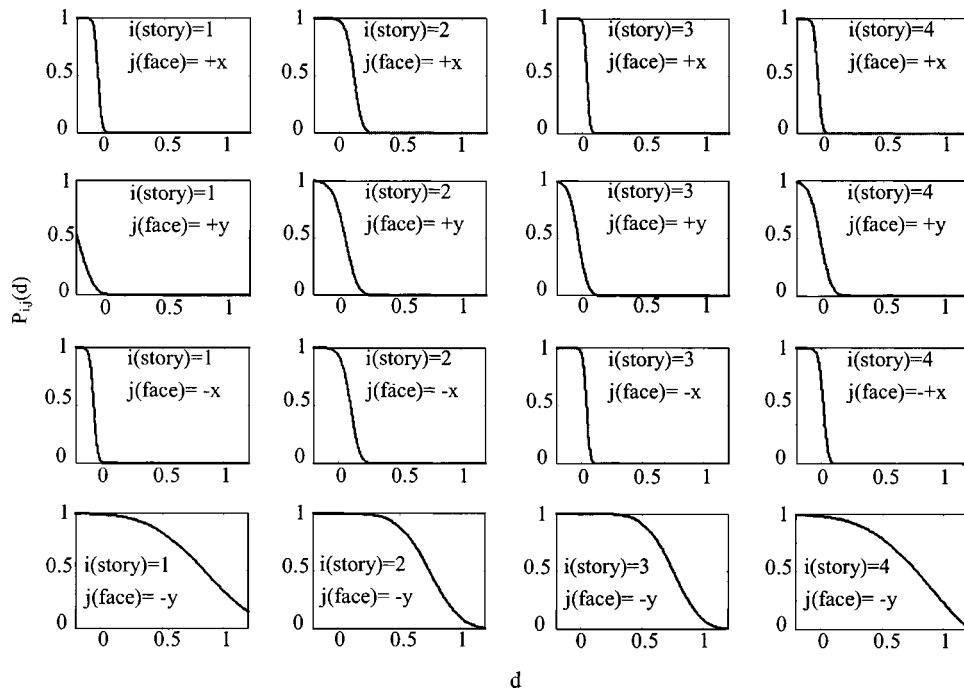 1 i(story)=1 1 i(story)=2 1 i(story)=3 1 i(story)=4
0.5 j(face)= +x 0.5 j(face)= +x 0.5 j(face)= +x 0.5 j(face)= +x
0 0 0 0
0 0.5 1 0 0.5 1 0 0.5 1 0 0.5 1
1 i(story)=1 1 i(story)=2 1 i(story)=3 1 i(story)=4
0.5 j(face)= +y 0.5 j(face)= +y 0.5 j(face)= +y 0.5 j(face)= +y
0 0 0 0
0 0.5 1 0 0.5 1 0 0.5 1 0 0.5 1
Pi,j(d)
1 i(story)=1 1 i(story)=2 1 i(story)=3 1 i(story)=4
0.5 j(face)= -x 0.5 j(face)= -x 0.5 j(face)= -x 0.5 j(face)=-+x
0 0 0 0
0 0.5 1 0 0.5 1 0 0.5 1 0 0.5 1
1 1 1 1
0.5 i(story)=1 0.5 i(story)=2 0.5 i(story)=3 0.5 i(story)=4
j(face)= -y j(face)= -y j(face)= -y j(face)= -y
0 0 0 0
0 0.5 1 0 0.5 1 0 0.5 1 0 0.5 1
d